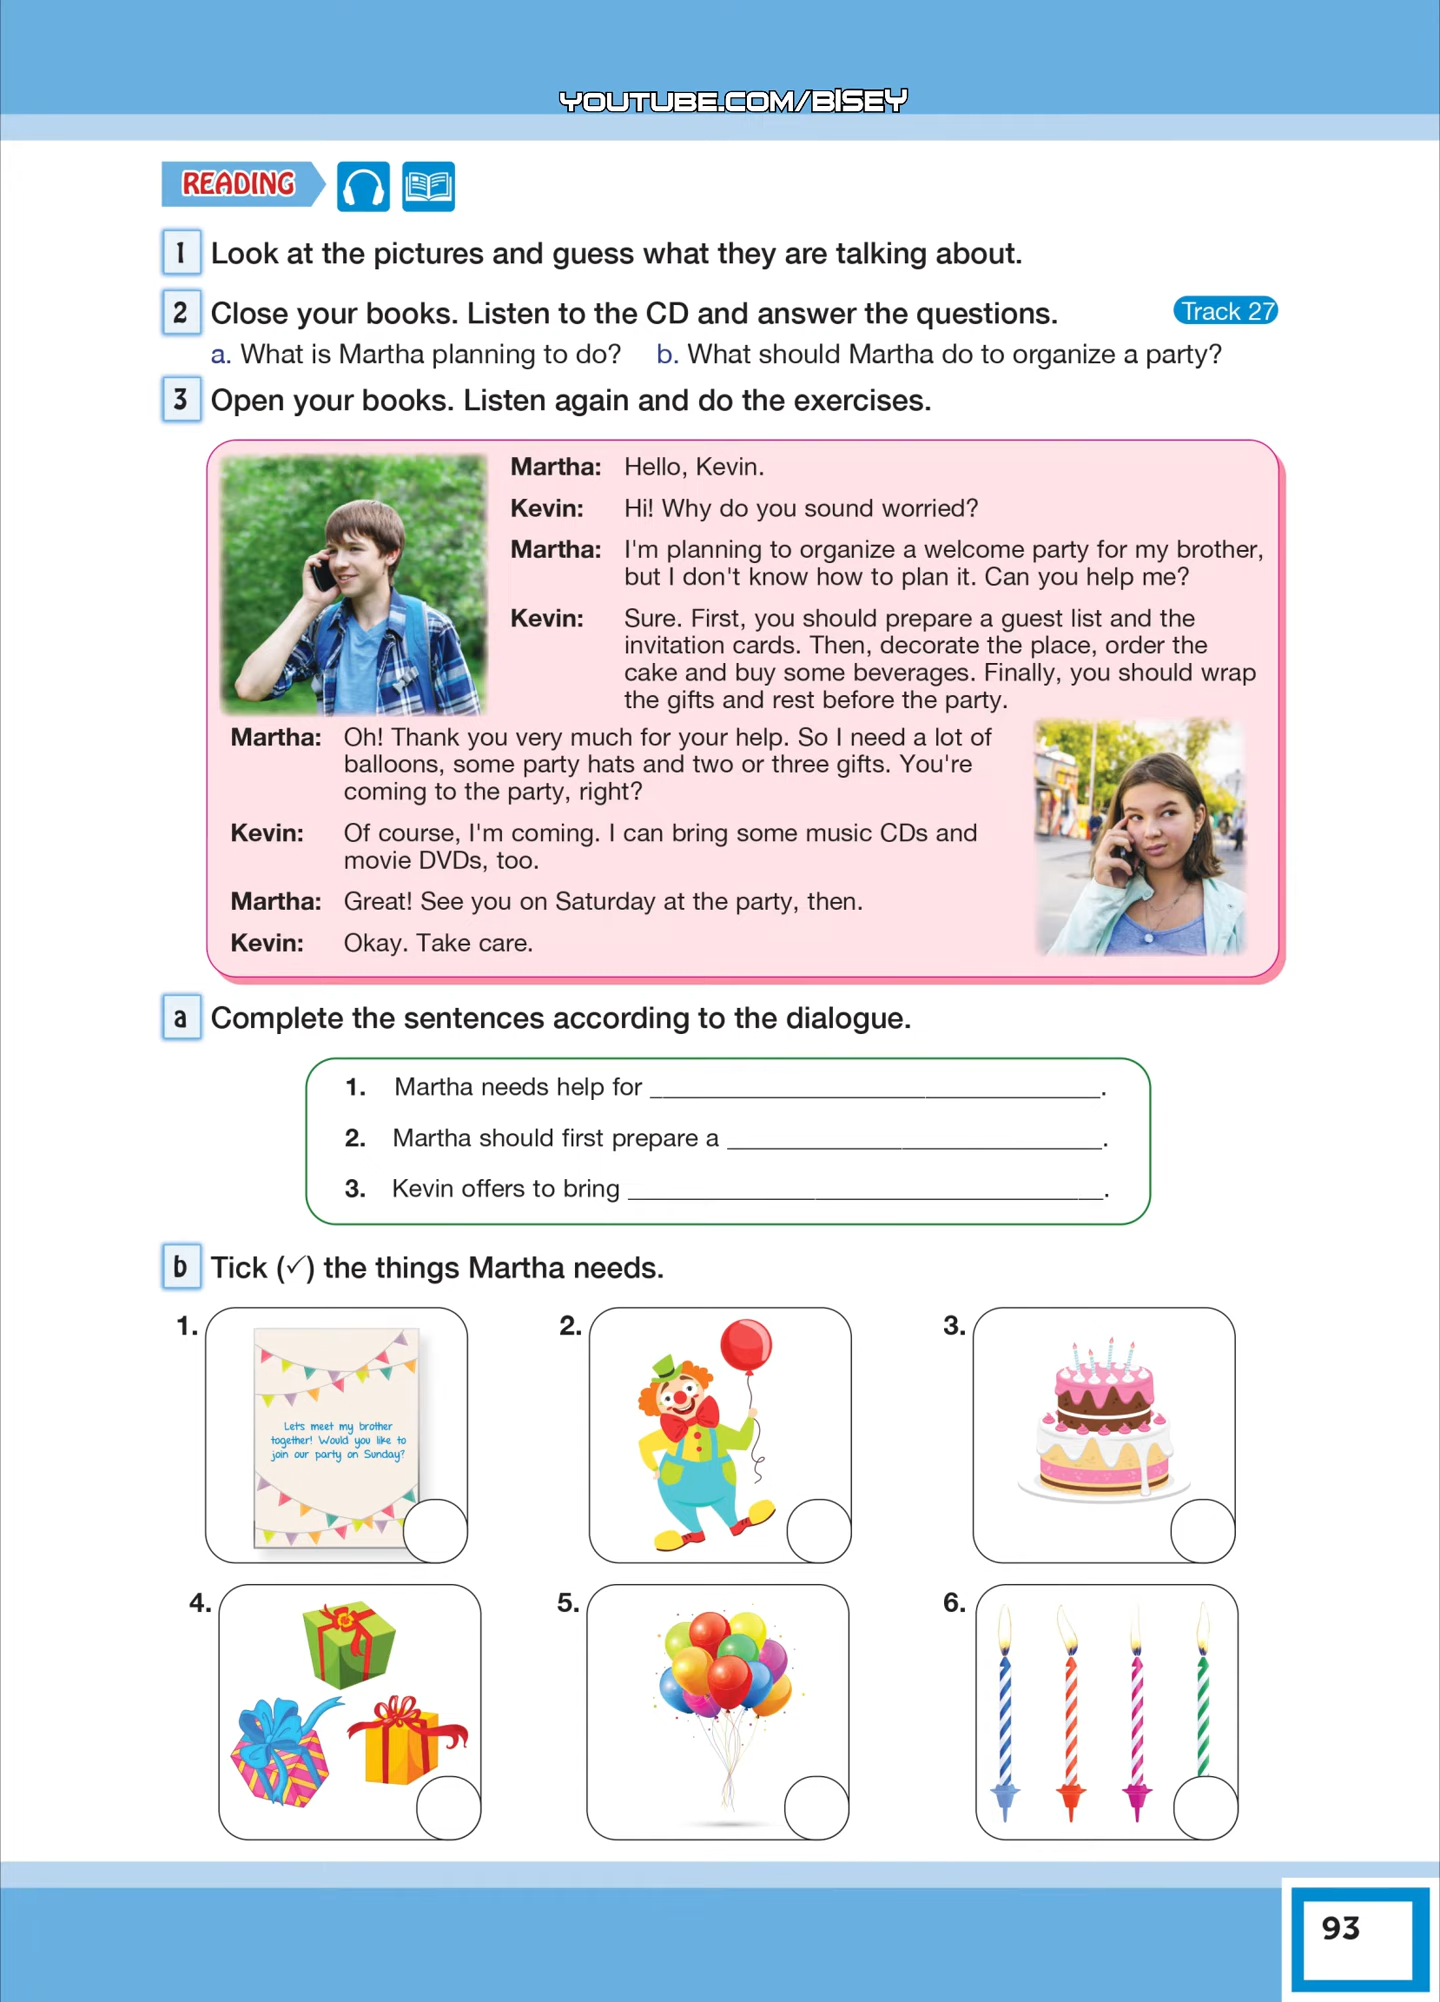 YOUTUBE.COM/BISEY
READING
1 Look at the pictures and guess what they are talking about.
2 Close your books. Listen to the CD and answer the questions. Track 27
a. What is Martha planning to do? b. What should Martha do to organize a party?
3 Open your books. Listen again and do the exercises.
Martha: Hello, Kevin.
Kevin: Hi! Why do you sound worried?
Martha: I'm planning to organize a welcome party for my brother,
but I don't know how to plan it. Can you help me?
Kevin: Sure. First, you should prepare a guest list and the
invitation cards. Then, decorate the place, order the
cake and buy some beverages. Finally, you should wrap
the gifts and rest before the party.
Martha: Oh! Thank you very much for your help. So I need a lot of
balloons, some party hats and two or three gifts. You're
coming to the party, right?
Kevin: Of course, I'm coming. I can bring some music CDs and
movie DVDs, too.
Martha: Great! See you on Saturday at the party, then.
Kevin: Okay. Take care.
a Complete the sentences according to the dialogue.
1. Martha needs help for ______________________________.
2. Martha should first prepare a _________________________.
3. Kevin offers to bring ________________________________.
b Tick (✓) the things Martha needs.
1. 2. 3.
Let's meet my brother
together! Would you like to
join our party on Sunday?
4. 5. 6.
93